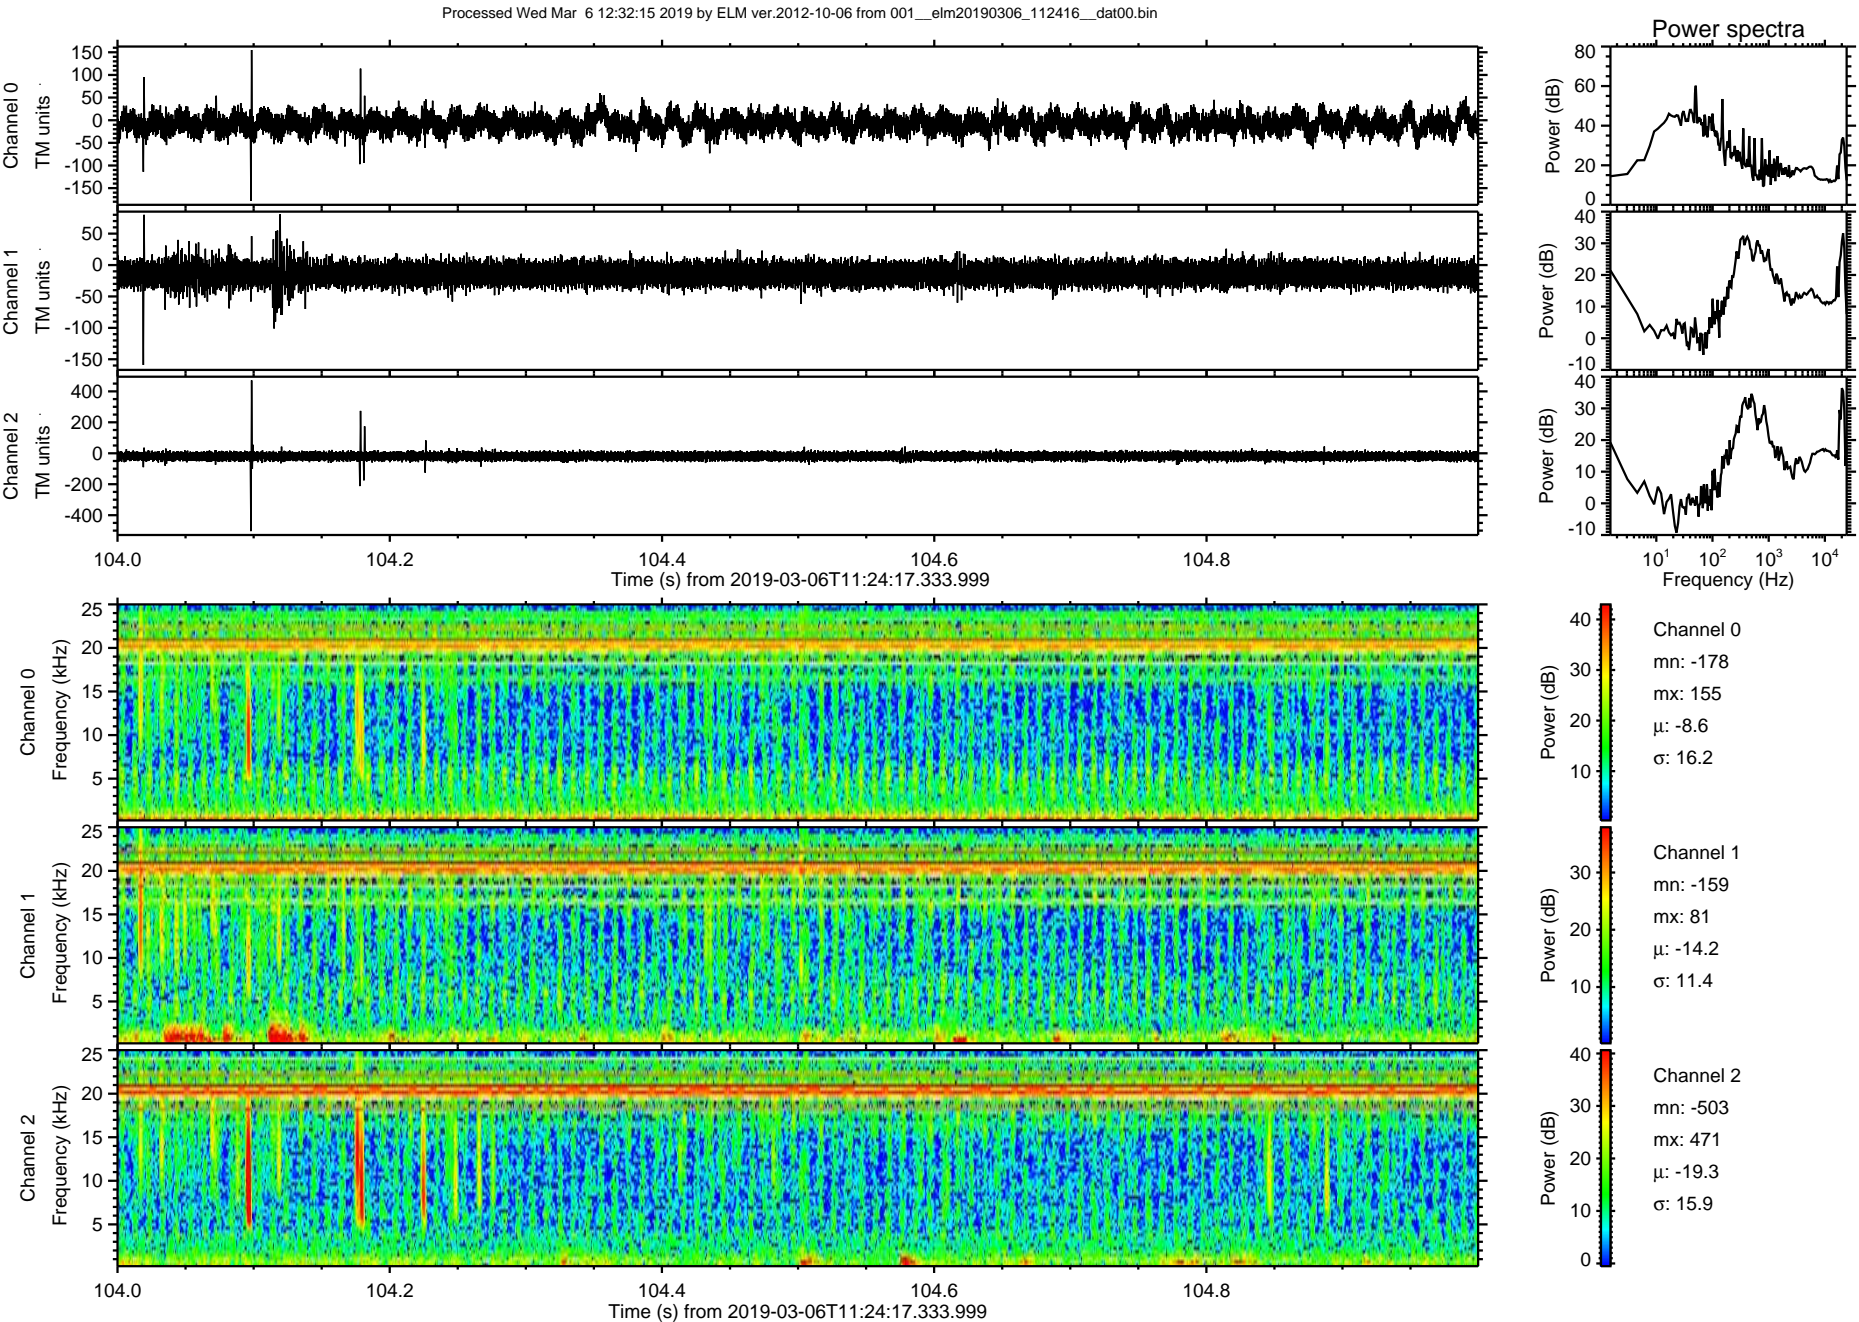 Processed Wed Mar  6 12:32:15 2019 by ELM ver.2012-10-06 from 001__elm20190306_112416__dat00.bin
Power spectra
Channel 0
TM units
150
100
50
0
-50
-100
-150
Power (dB)
80
60
40
20
0
Channel 1
TM units
50
0
-50
-100
-150
Power (dB)
40
30
20
10
0
-10
Channel 2
TM units
400
200
0
-200
-400
Power (dB)
40
30
20
10
0
-10
104.0 104.2 104.4 104.6 104.8
Time (s) from 2019-03-06T11:24:17.333.999
10¹ 10² 10³ 10⁴
Frequency (Hz)
Channel 0
Frequency (kHz)
25
20
15
10
5
Power (dB)
40
30
20
10
Channel 0
mn: -178
mx: 155
μ: -8.6
σ: 16.2
Channel 1
Frequency (kHz)
25
20
15
10
5
Power (dB)
30
20
10
Channel 1
mn: -159
mx: 81
μ: -14.2
σ: 11.4
Channel 2
Frequency (kHz)
25
20
15
10
5
Power (dB)
40
30
20
10
0
Channel 2
mn: -503
mx: 471
μ: -19.3
σ: 15.9
104.0 104.2 104.4 104.6 104.8
Time (s) from 2019-03-06T11:24:17.333.999